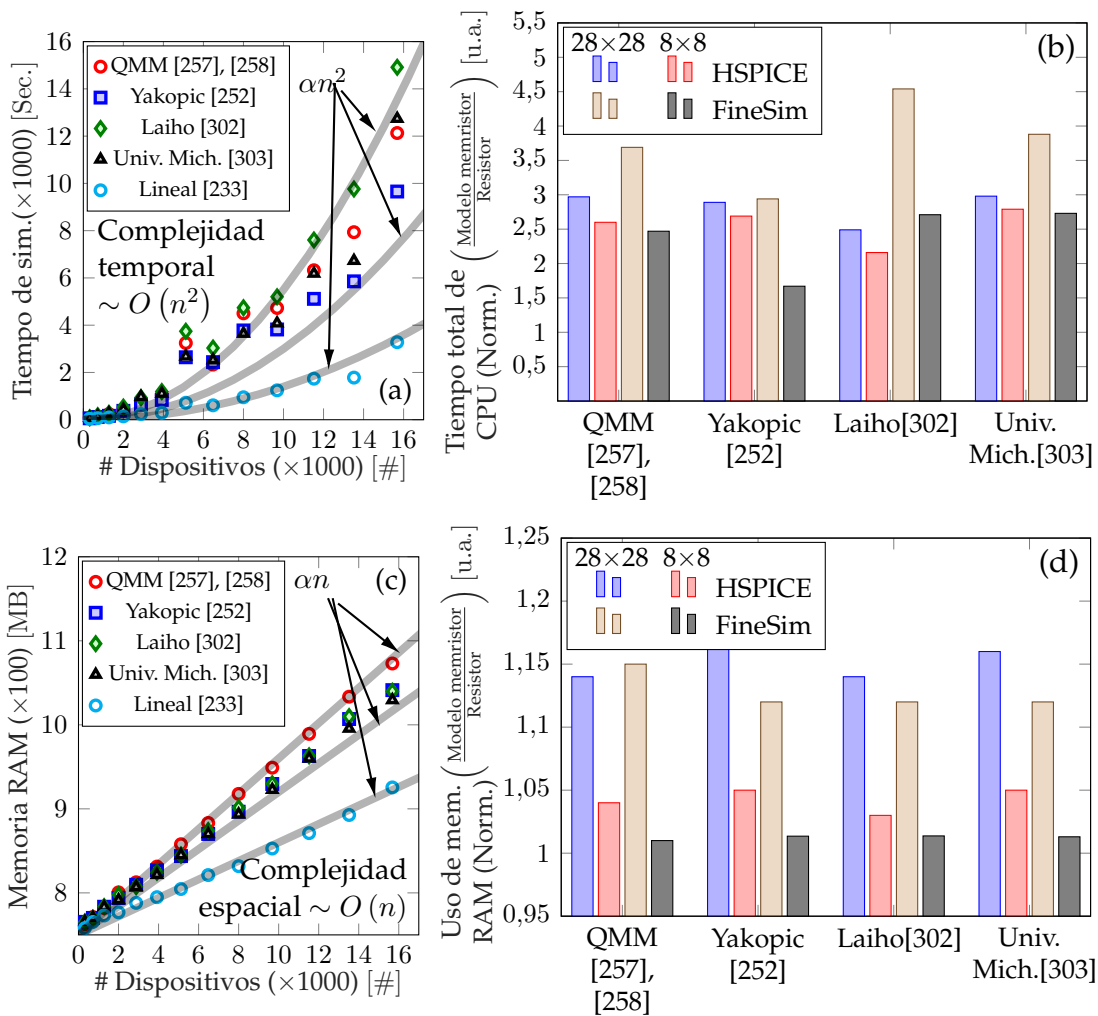 16
14
12
10
8
6
4
2
0
Tiempo de sim.(×1000) [Sec.]
QMM [257], [258]
Yakopic [252]
Laiho [302]
Univ. Mich. [303]
Lineal [233]
αn²
Complejidad
temporal
∼ O (n²)
(a)
0 2 4 6 8 10 12 14 16
# Dispositivos (×1000) [#]
5,5
5
4,5
4
3,5
3
2,5
2
1,5
1
0,5
Tiempo total de (Modelo memristor / Resistor) [u.a.]
CPU (Norm.)
28×28 8×8
HSPICE
FineSim
(b)
QMM Yakopic Laiho[302] Univ.
[257], [252] Mich.[303]
[258]
12
11
10
9
8
7
Memoria RAM (×100) [MB]
QMM [257], [258]
Yakopic [252]
Laiho [302]
Univ. Mich. [303]
Lineal [233]
αn
(c)
Complejidad
espacial ∼ O (n)
0 2 4 6 8 10 12 14 16
# Dispositivos (×1000) [#]
1,25
1,2
1,15
1,1
1,05
1
0,95
Uso de mem. (Modelo memristor / Resistor) [u.a.]
RAM (Norm.)
28×28 8×8
HSPICE
FineSim
(d)
QMM Yakopic Laiho[302] Univ.
[257], [252] Mich.[303]
[258]